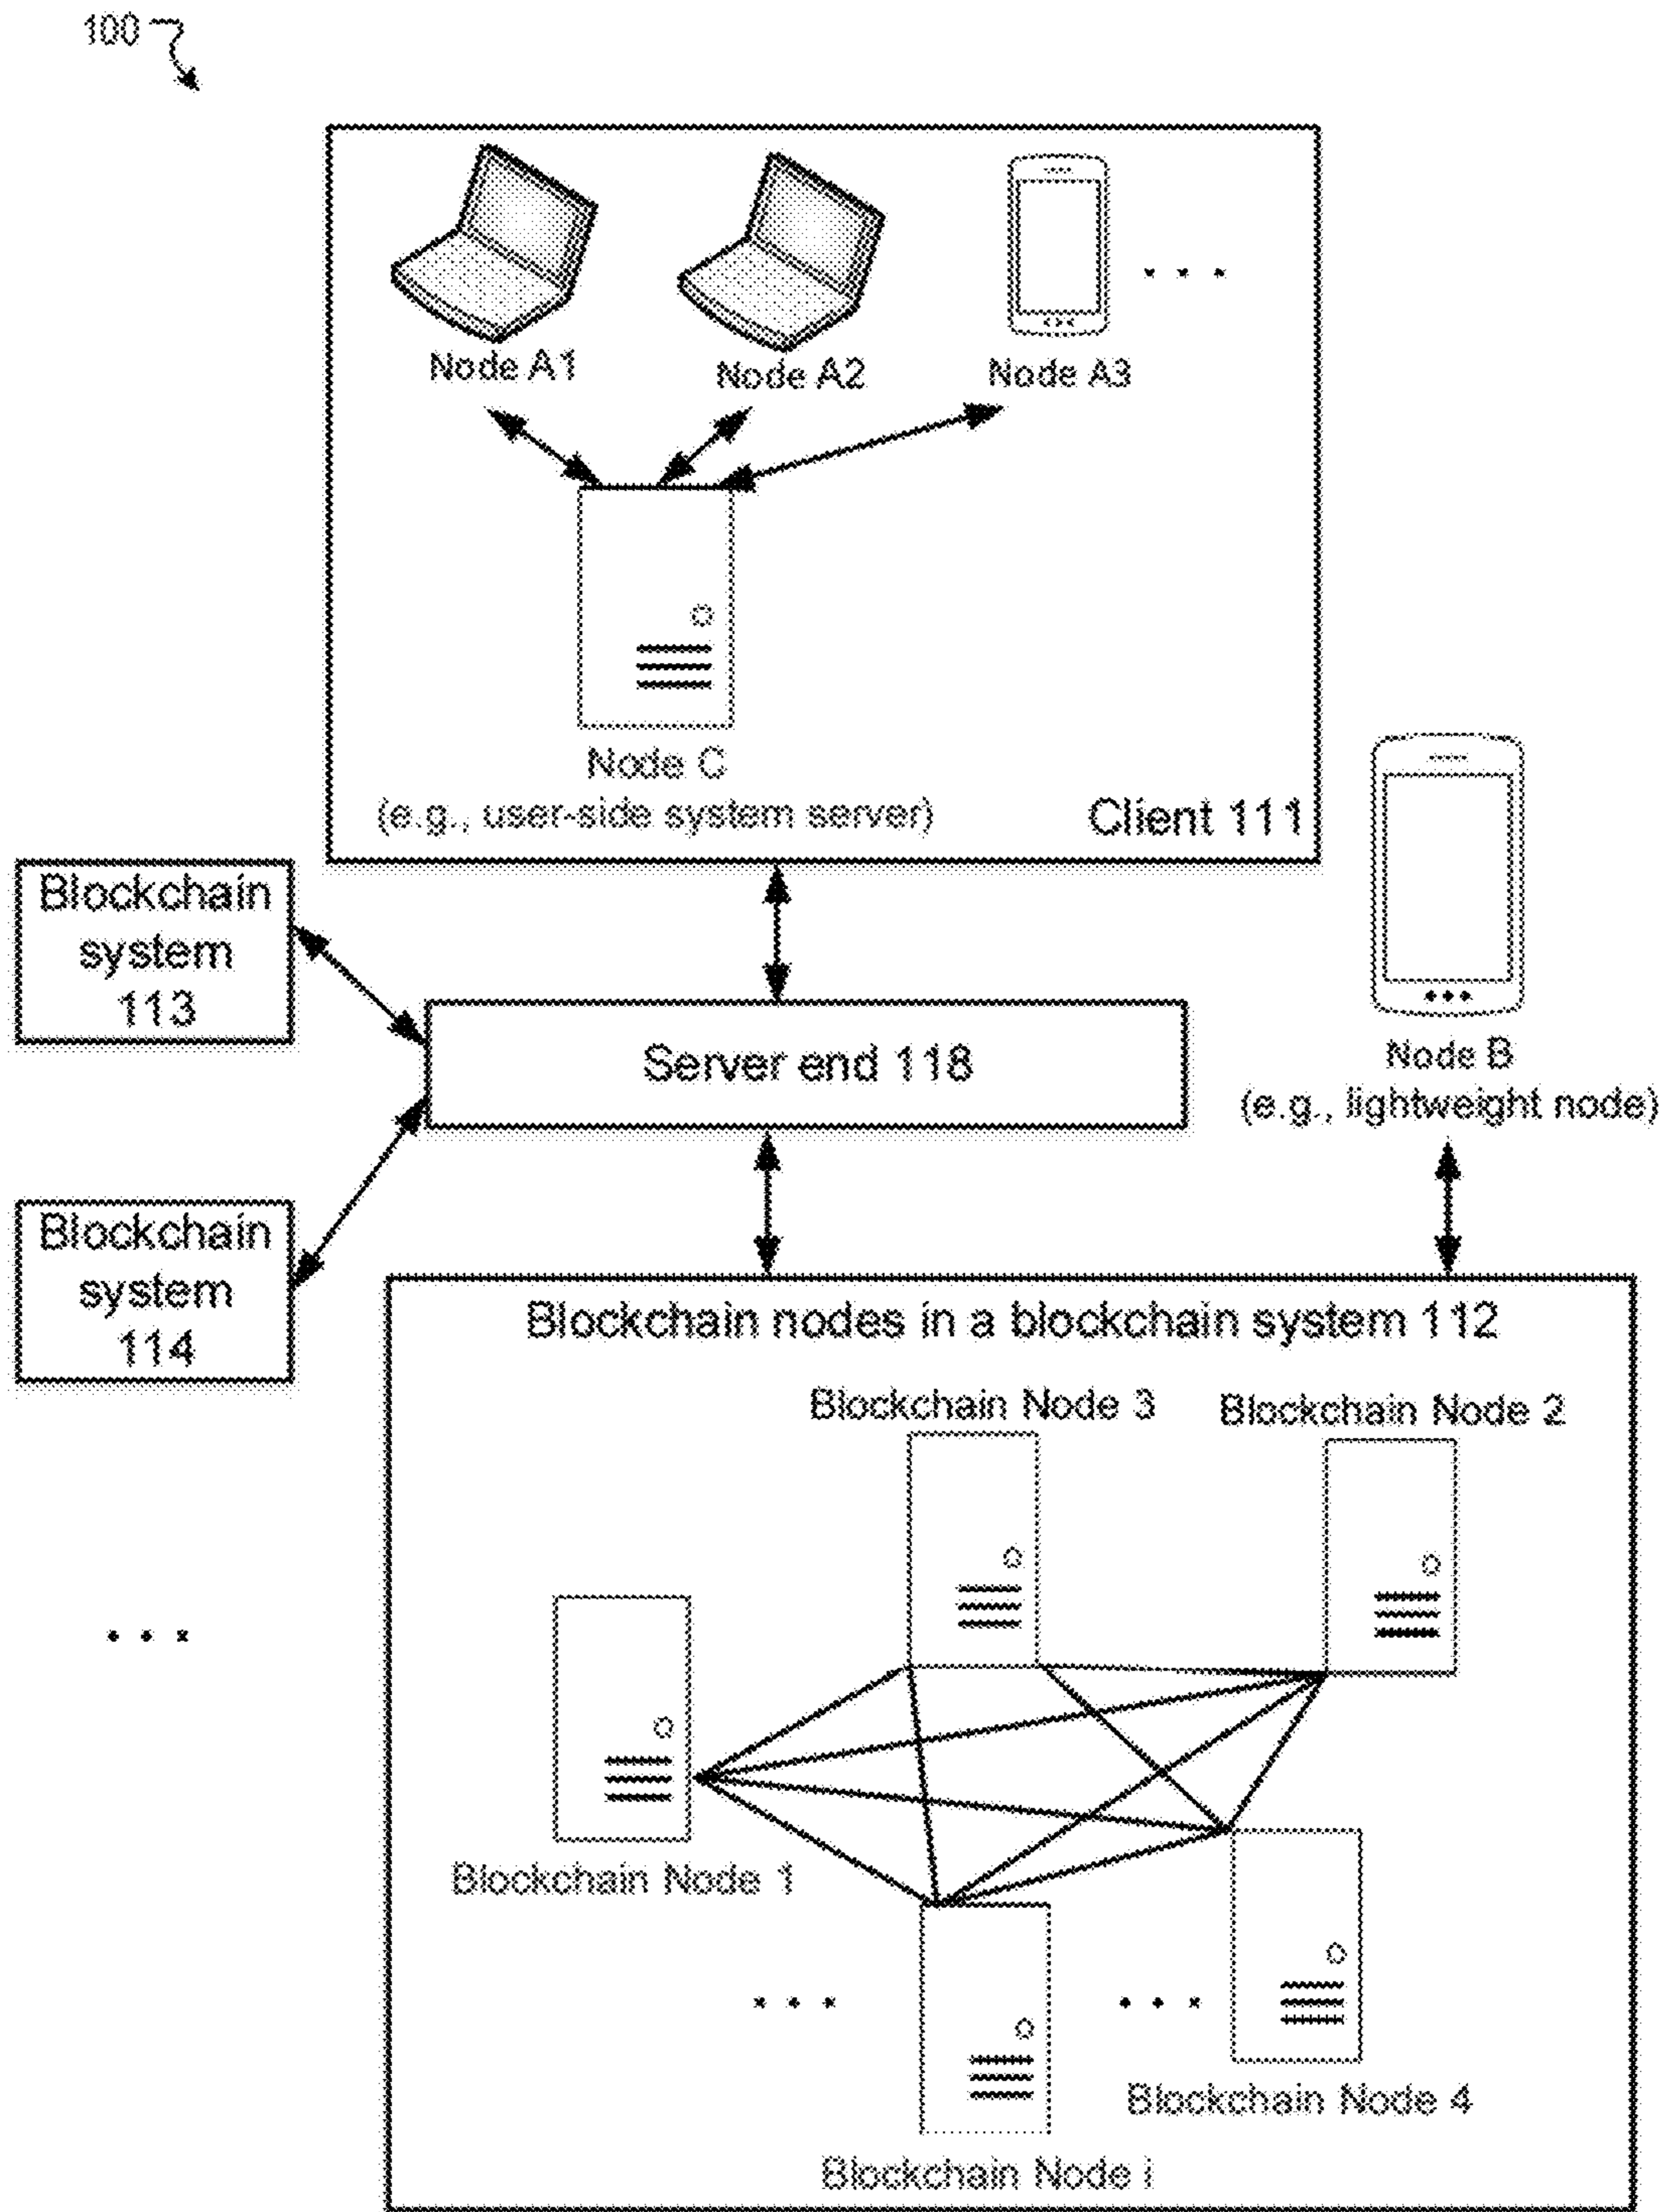 100
Node A1
Node A2
Node A3
. . .
Node C
(e.g., user-side system server)
Client 111
Blockchain
system
113
Server end 118
Node B
(e.g., lightweight node)
Blockchain
system
114
. . .
Blockchain nodes in a blockchain system 112
Blockchain Node 3
Blockchain Node 2
Blockchain Node 1
. . .
. . .
Blockchain Node 4
Blockchain Node i